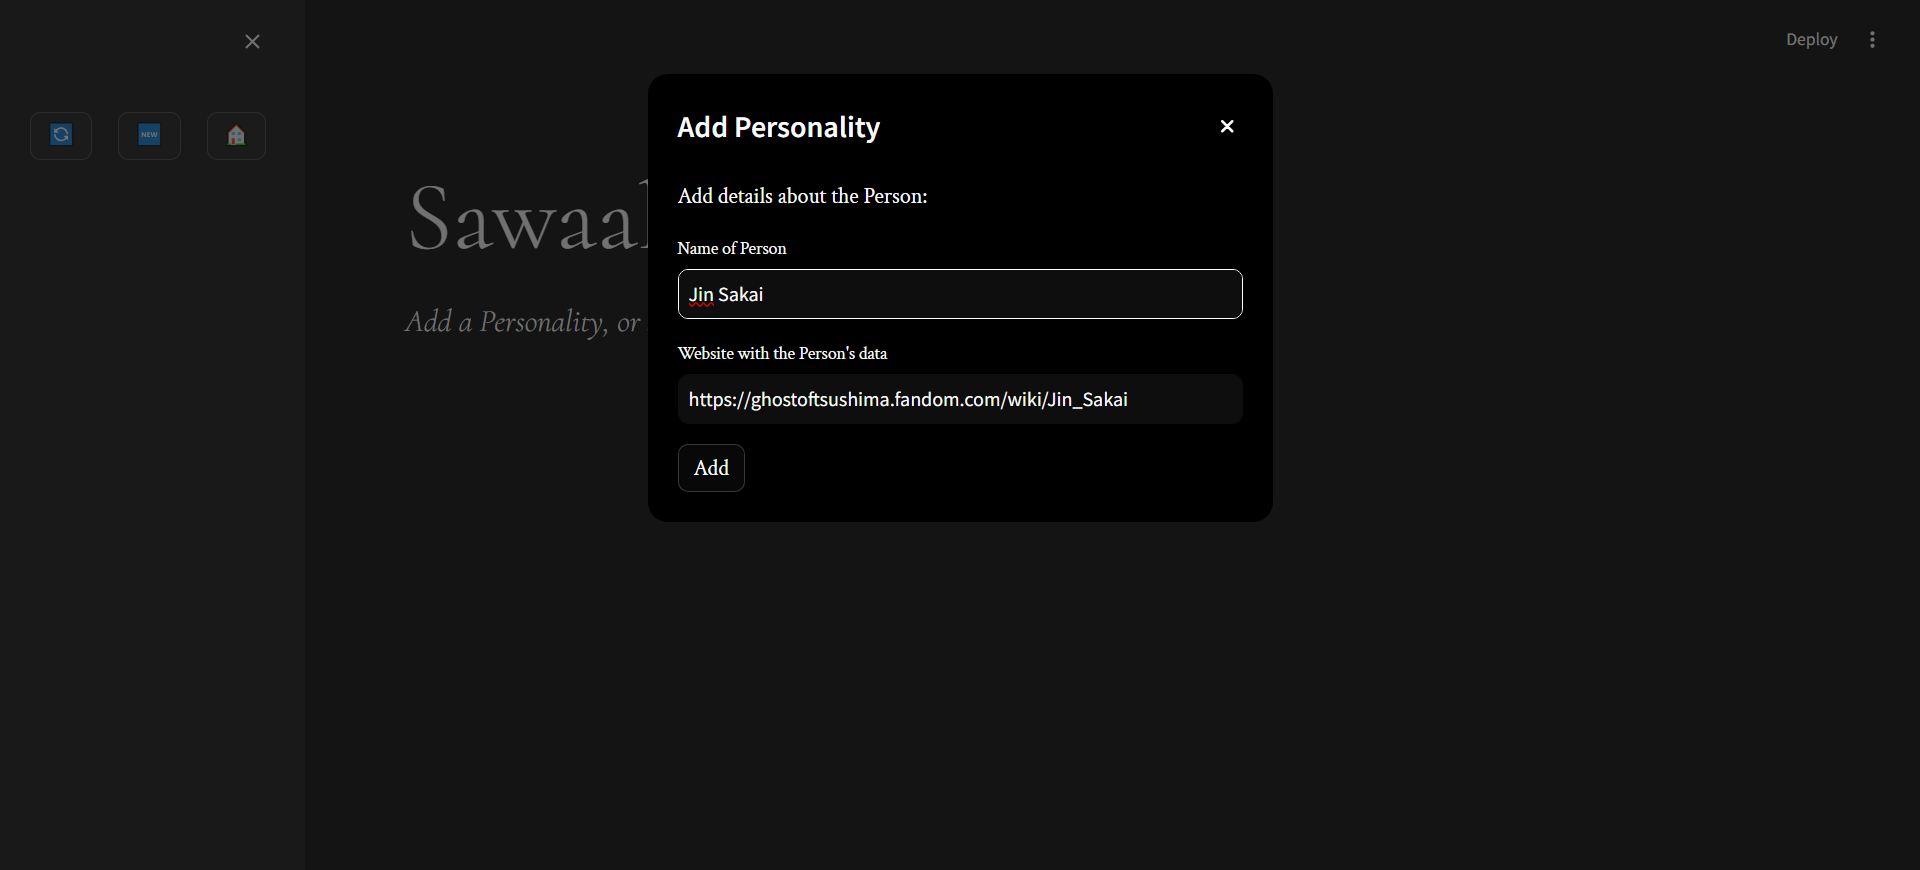 Deploy
NEW
Sawaal
Add a Personality, or
Add Personality
Add details about the Person:
Name of Person
Jin Sakai
Website with the Person's data
https://ghostoftsushima.fandom.com/wiki/Jin_Sakai
Add